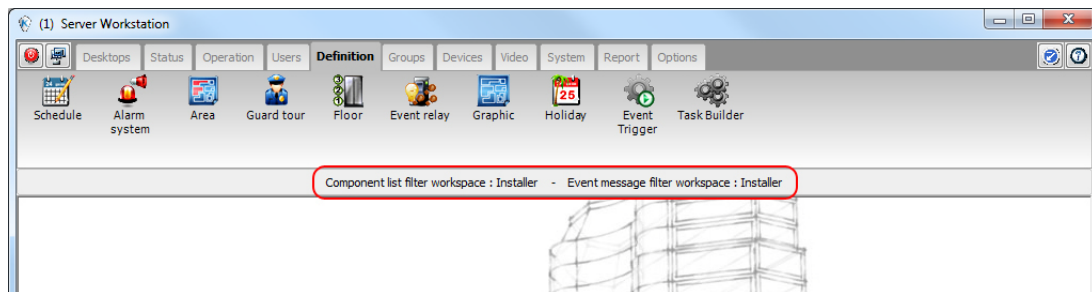 (1) Server Workstation
Desktops Status Operation Users Definition Groups Devices Video System Report Options
Schedule Alarm system Area Guard tour Floor Event relay Graphic Holiday Event Trigger Task Builder
Component list filter workspace : Installer - Event message filter workspace : Installer